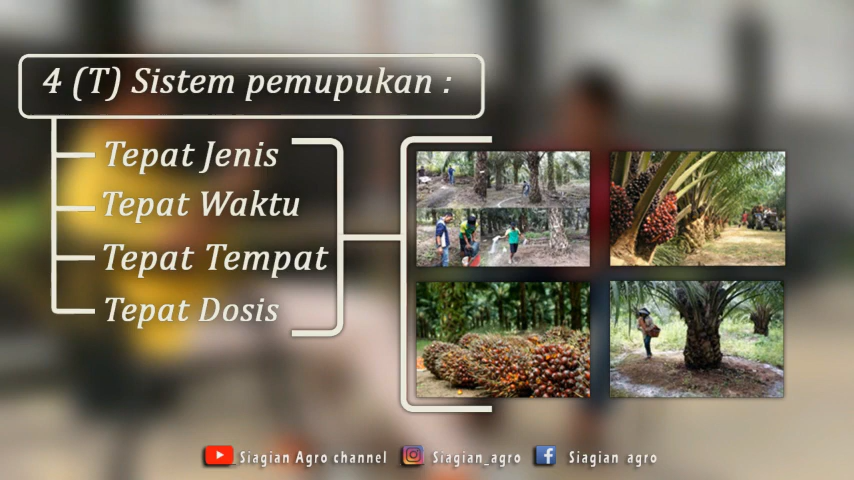 4 (T) Sistem pemupukan :
Tepat Jenis
Tepat Waktu
Tepat Tempat
Tepat Dosis
Siagian Agro channel Siagian_agro Siagian agro